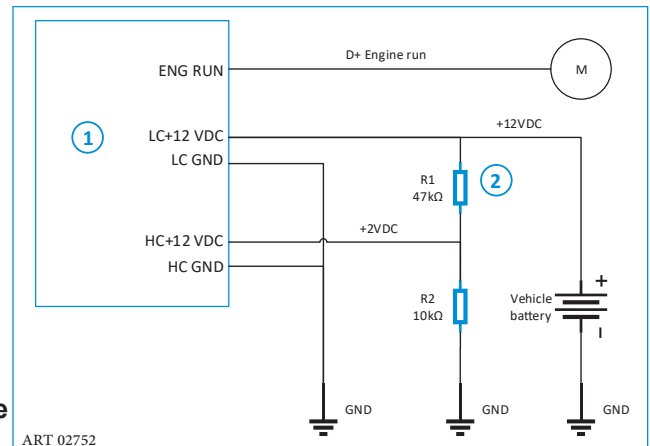 D+ Engine run
ENG RUN
M
1
LC+12 VDC
+12VDC
LC GND
R1
47kΩ
2
+2VDC
HC+12 VDC
HC GND
R2
10kΩ
Vehicle
battery
+
–
GND
GND
GND
e
ART 02752